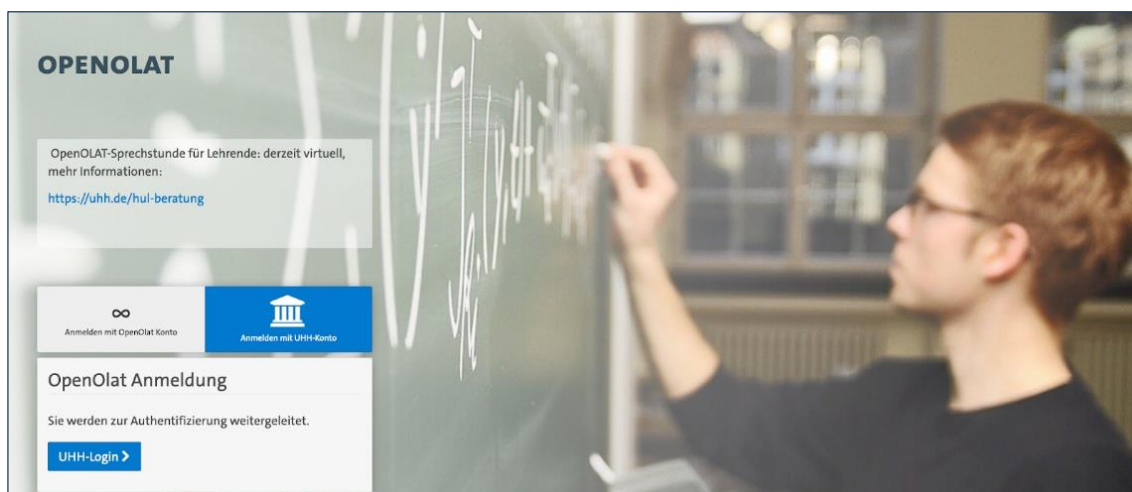 OPENOLAT
OpenOLAT-Sprechstunde für Lehrende: derzeit virtuell,
mehr Informationen:
https://uhh.de/hul-beratung
Anmelden mit OpenOlat Konto
Anmelden mit UHH-Konto
OpenOlat Anmeldung
Sie werden zur Authentifizierung weitergeleitet.
UHH-Login